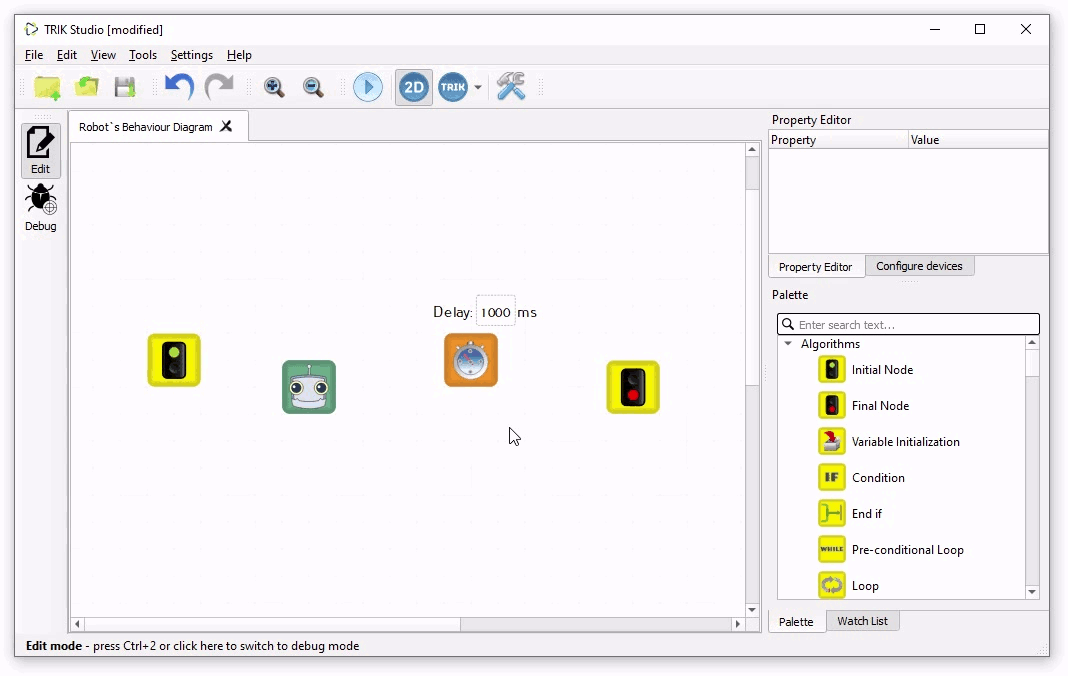 TRIK Studio [modified]
File Edit View Tools Settings Help
2D TRIK
Robot`s Behaviour Diagram
Edit
Debug
Delay: 1000 ms
Property Editor
Property Value
Property Editor Configure devices
Palette
Enter search text...
Algorithms
Initial Node
Final Node
Variable Initialization
IF Condition
End if
WHILE Pre-conditional Loop
Loop
Palette Watch List
Edit mode - press Ctrl+2 or click here to switch to debug mode